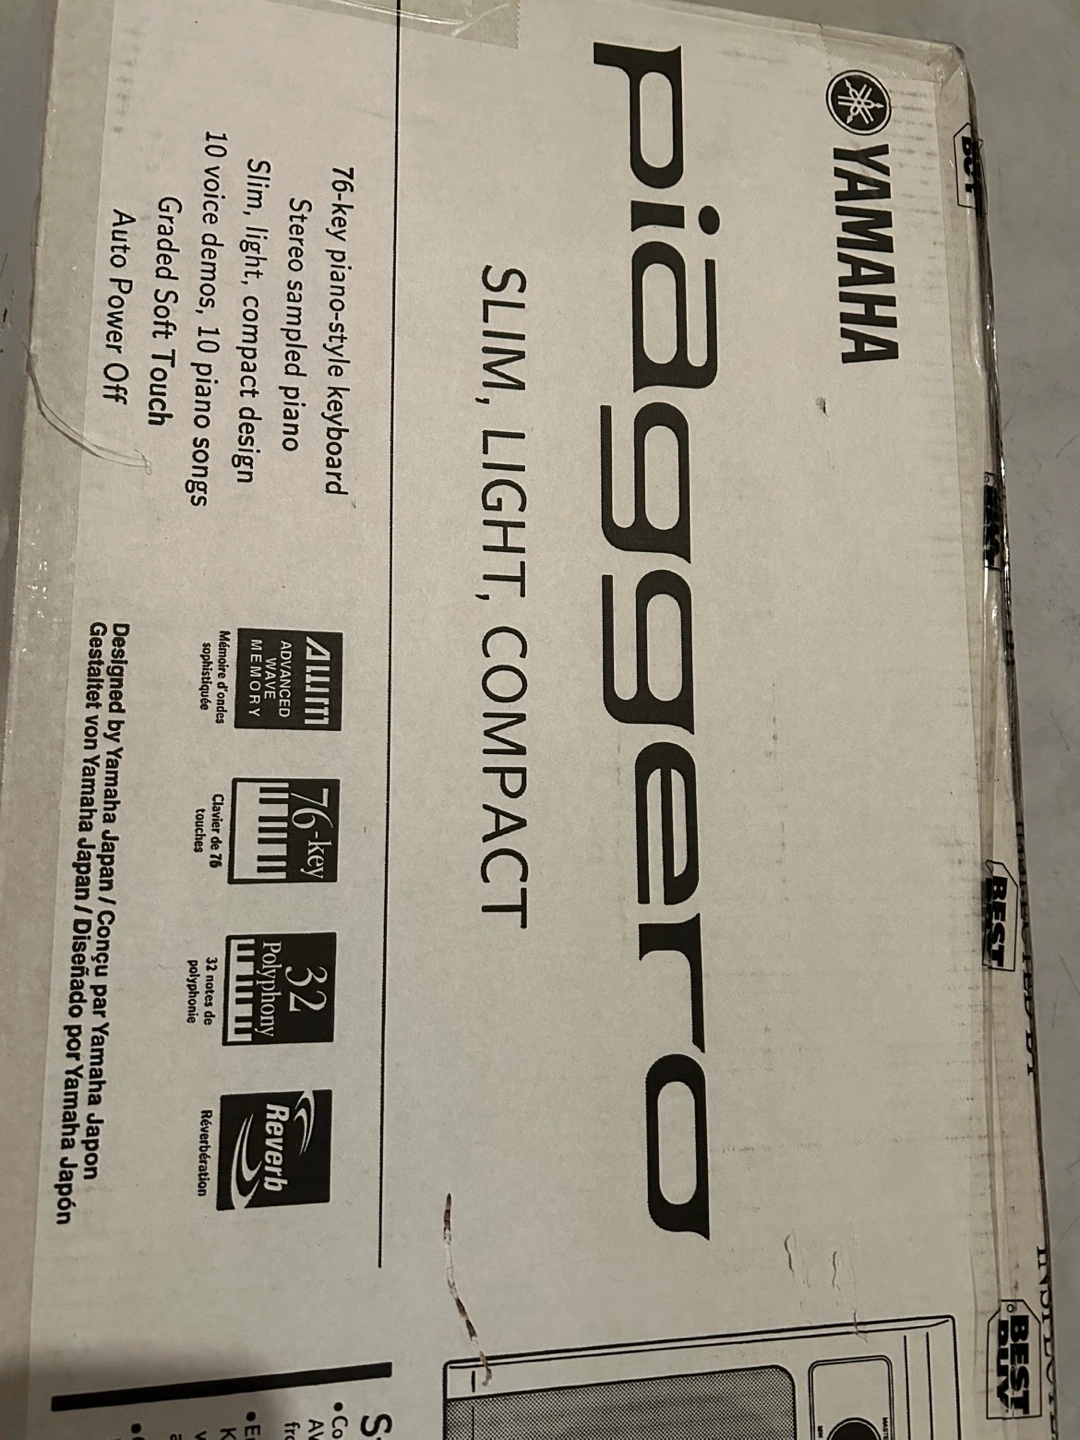 YAMAHA
piaggero
SLIM, LIGHT, COMPACT
76-key piano-style keyboard
Stereo sampled piano
Slim, light, compact design
10 voice demos, 10 piano songs
Graded Soft Touch
Auto Power Off
AWM
ADVANCED
WAVE
MEMORY
Mémoire d'ondes
sophistiquée
76-key
Clavier de 76
touches
32
Polyphony
32 notes de
polyphonie
Reverb
Réverbération
Designed by Yamaha Japan / Conçu par Yamaha Japon
Gestaltet von Yamaha Japan / Diseñado por Yamaha Japón
BEST
BEST
BUY